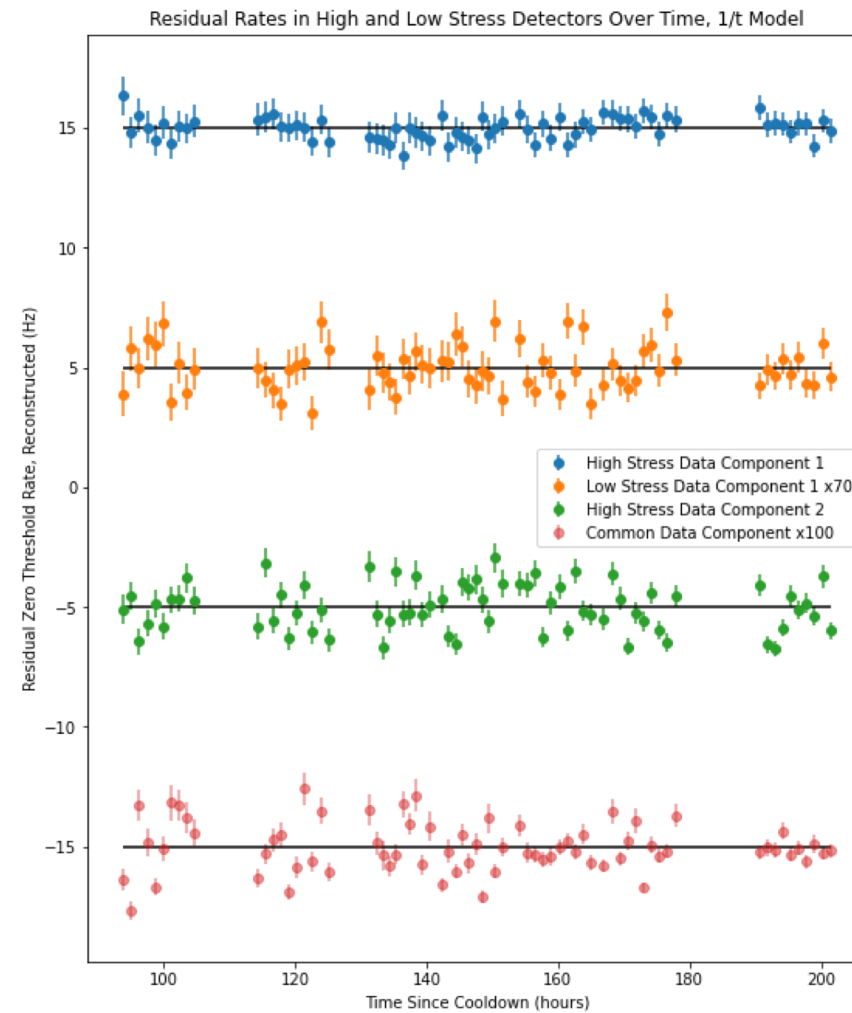 Residual Rates in High and Low Stress Detectors Over Time, 1/t Model
15
10
5
0
−5
−10
−15
Residual Zero Threshold Rate, Reconstructed (Hz)
High Stress Data Component 1
Low Stress Data Component 1 x70
High Stress Data Component 2
Common Data Component x100
100 120 140 160 180 200
Time Since Cooldown (hours)